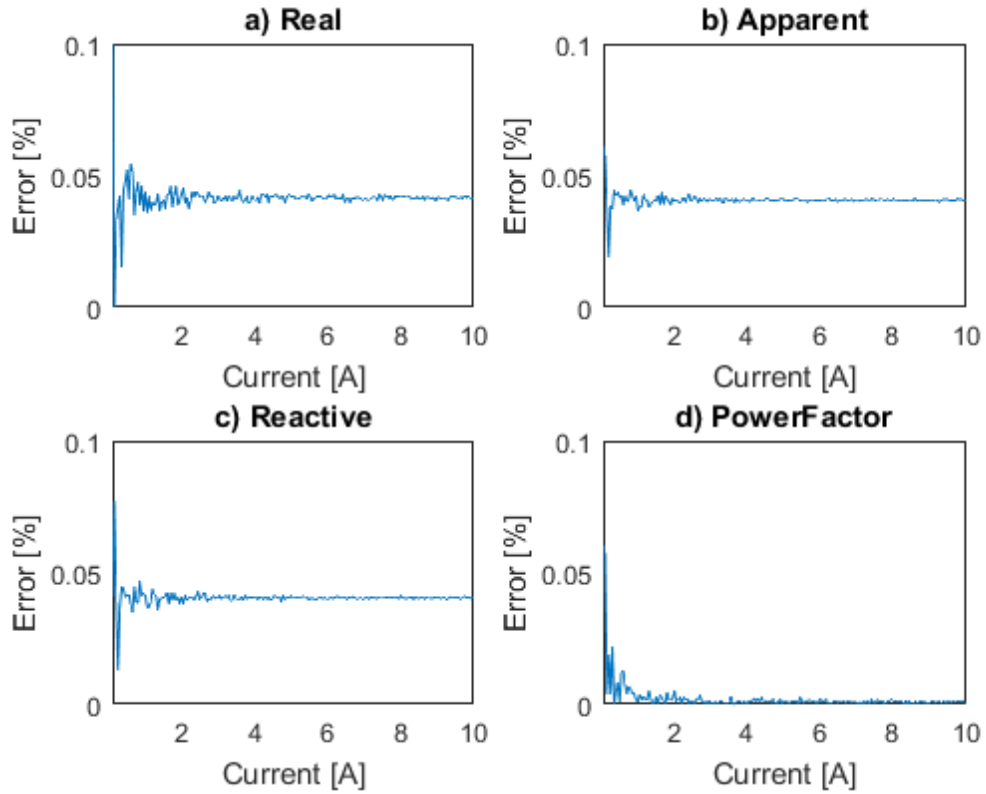 a) Real
0.1
0.05
0
Error [%]
2 4 6 8 10
Current [A]
b) Apparent
0.1
0.05
0
Error [%]
2 4 6 8 10
Current [A]
c) Reactive
0.1
0.05
0
Error [%]
2 4 6 8 10
Current [A]
d) PowerFactor
0.1
0.05
0
Error [%]
2 4 6 8 10
Current [A]